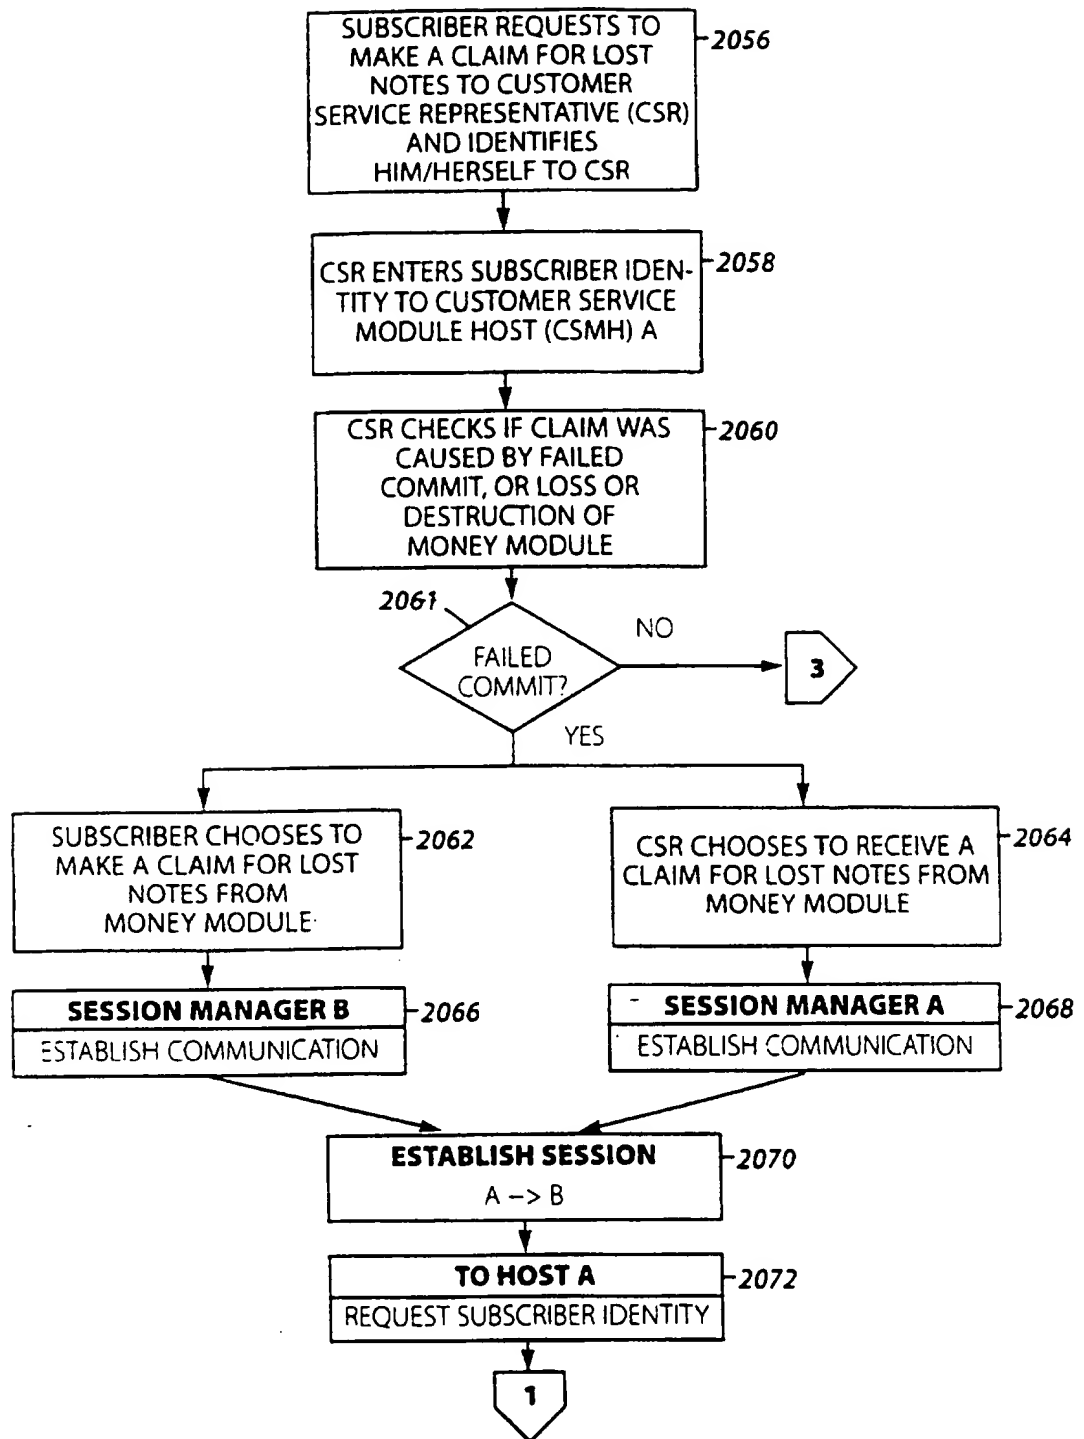 SUBSCRIBER REQUESTS TO
MAKE A CLAIM FOR LOST
NOTES TO CUSTOMER
SERVICE REPRESENTATIVE (CSR)
AND IDENTIFIES
HIM/HERSELF TO CSR
2056
CSR ENTERS SUBSCRIBER IDEN-
TITY TO CUSTOMER SERVICE
MODULE HOST (CSMH) A
2058
CSR CHECKS IF CLAIM WAS
CAUSED BY FAILED
COMMIT, OR LOSS OR
DESTRUCTION OF
MONEY MODULE
2060
2061
FAILED
COMMIT?
NO
3
YES
SUBSCRIBER CHOOSES TO
MAKE A CLAIM FOR LOST
NOTES FROM
MONEY MODULE
2062
CSR CHOOSES TO RECEIVE A
CLAIM FOR LOST NOTES FROM
MONEY MODULE
2064
SESSION MANAGER B
ESTABLISH COMMUNICATION
2066
SESSION MANAGER A
ESTABLISH COMMUNICATION
2068
ESTABLISH SESSION
A –> B
2070
TO HOST A
REQUEST SUBSCRIBER IDENTITY
2072
1